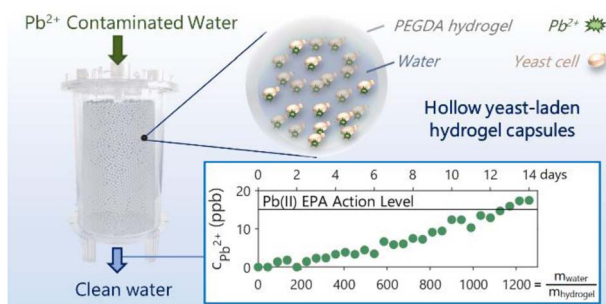 Pb²⁺ Contaminated Water
PEGDA hydrogel
Pb²⁺
Water
Yeast cell
Hollow yeast-laden
hydrogel capsules
Clean water
0 2 4 6 8 10 12 14 days
Pb(II) EPA Action Level
20
10
0
c_Pb²⁺ (ppb)
0 200 400 600 800 1000 1200 = m_water / m_hydrogel